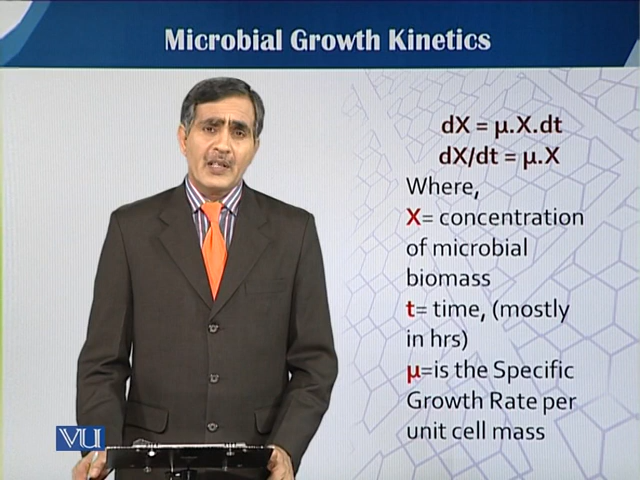 Microbial Growth Kinetics
dX = µ.X.dt
dX/dt = µ.X
Where,
X= concentration
of microbial
biomass
t= time, (mostly
in hrs)
µ=is the Specific
Growth Rate per
unit cell mass
VU